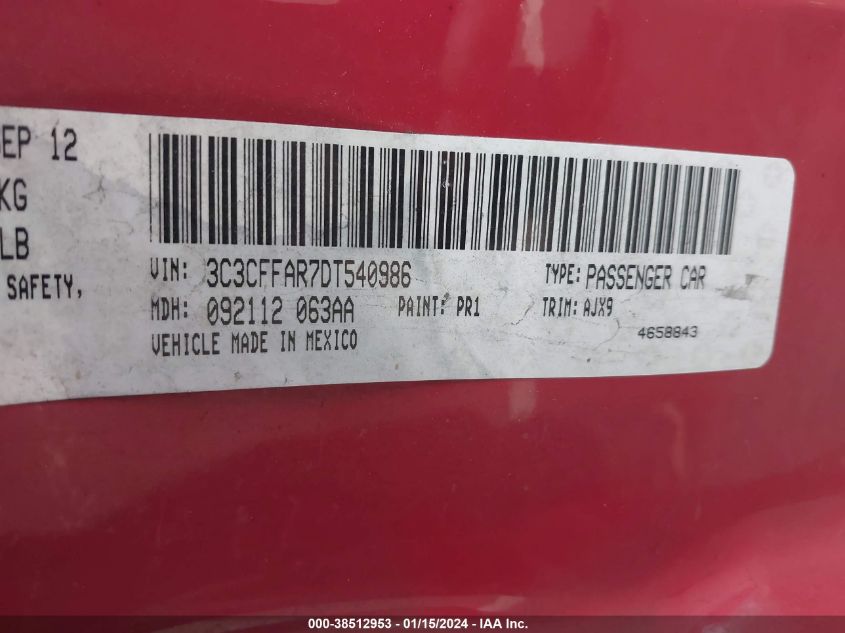 SEP 12
KG
LB
SAFETY,
VIN: 3C3CFFAR7DT540986 TYPE: PASSENGER CAR
MDH: 092112 063AA PAINT: PR1 TRIM: AJX9
VEHICLE MADE IN MEXICO 4658843
000-38512953 - 01/15/2024 - IAA Inc.